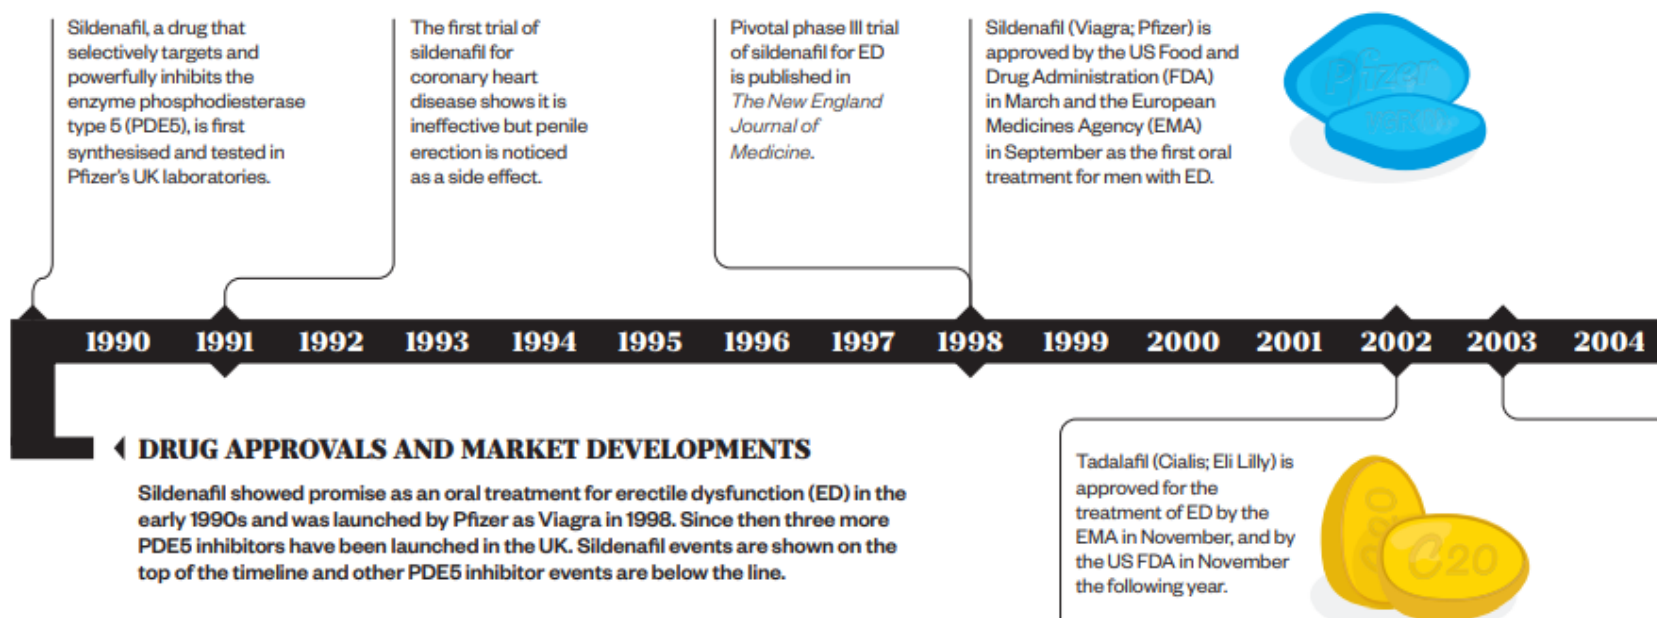 Sildenafil, a drug that
selectively targets and
powerfully inhibits the
enzyme phosphodiesterase
type 5 (PDE5), is first
synthesised and tested in
Pfizer's UK laboratories.
The first trial of
sildenafil for
coronary heart
disease shows it is
ineffective but penile
erection is noticed
as a side effect.
Pivotal phase III trial
of sildenafil for ED
is published in
The New England
Journal of
Medicine.
Sildenafil (Viagra; Pfizer) is
approved by the US Food and
Drug Administration (FDA)
in March and the European
Medicines Agency (EMA)
in September as the first oral
treatment for men with ED.
Pfizer
1990 1991 1992 1993 1994 1995 1996 1997 1998 1999 2000 2001 2002 2003 2004
DRUG APPROVALS AND MARKET DEVELOPMENTS
Sildenafil showed promise as an oral treatment for erectile dysfunction (ED) in the
early 1990s and was launched by Pfizer as Viagra in 1998. Since then three more
PDE5 inhibitors have been launched in the UK. Sildenafil events are shown on the
top of the timeline and other PDE5 inhibitor events are below the line.
Tadalafil (Cialis; Eli Lilly) is
approved for the
treatment of ED by the
EMA in November, and by
the US FDA in November
the following year.
C20